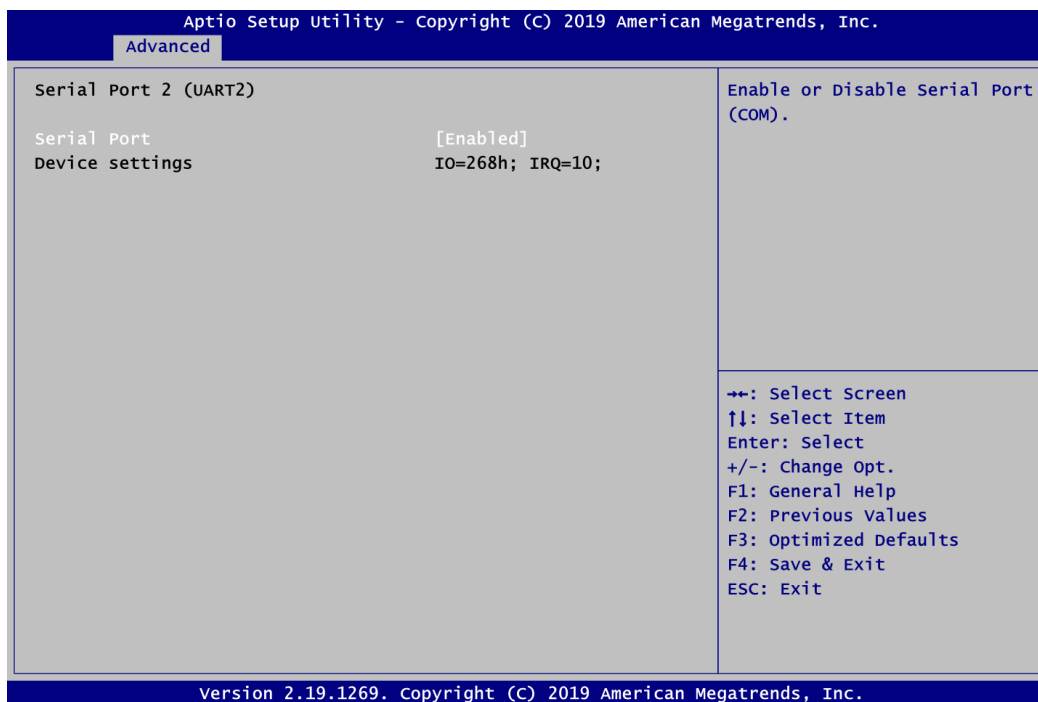 Aptio Setup Utility - Copyright (C) 2019 American Megatrends, Inc.
Advanced
Serial Port 2 (UART2)
Serial Port [Enabled]
Device settings IO=268h; IRQ=10;
Enable or Disable Serial Port
(COM).
→←: Select Screen
↑↓: Select Item
Enter: Select
+/-: Change Opt.
F1: General Help
F2: Previous Values
F3: Optimized Defaults
F4: Save & Exit
ESC: Exit
Version 2.19.1269. Copyright (C) 2019 American Megatrends, Inc.